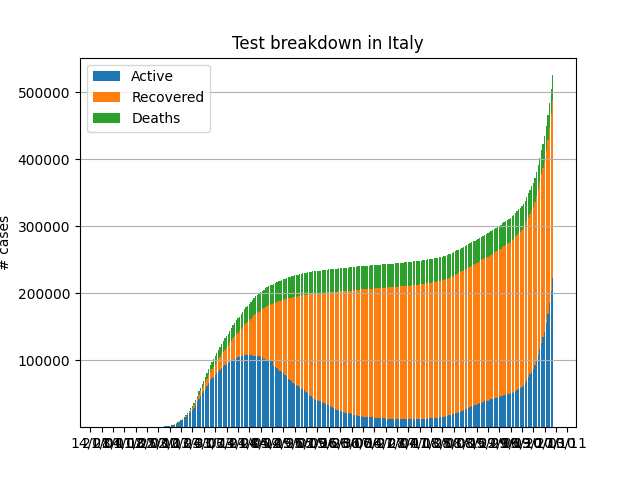 Test breakdown in Italy
Active
Recovered
Deaths
# cases
500000
400000
300000
200000
100000